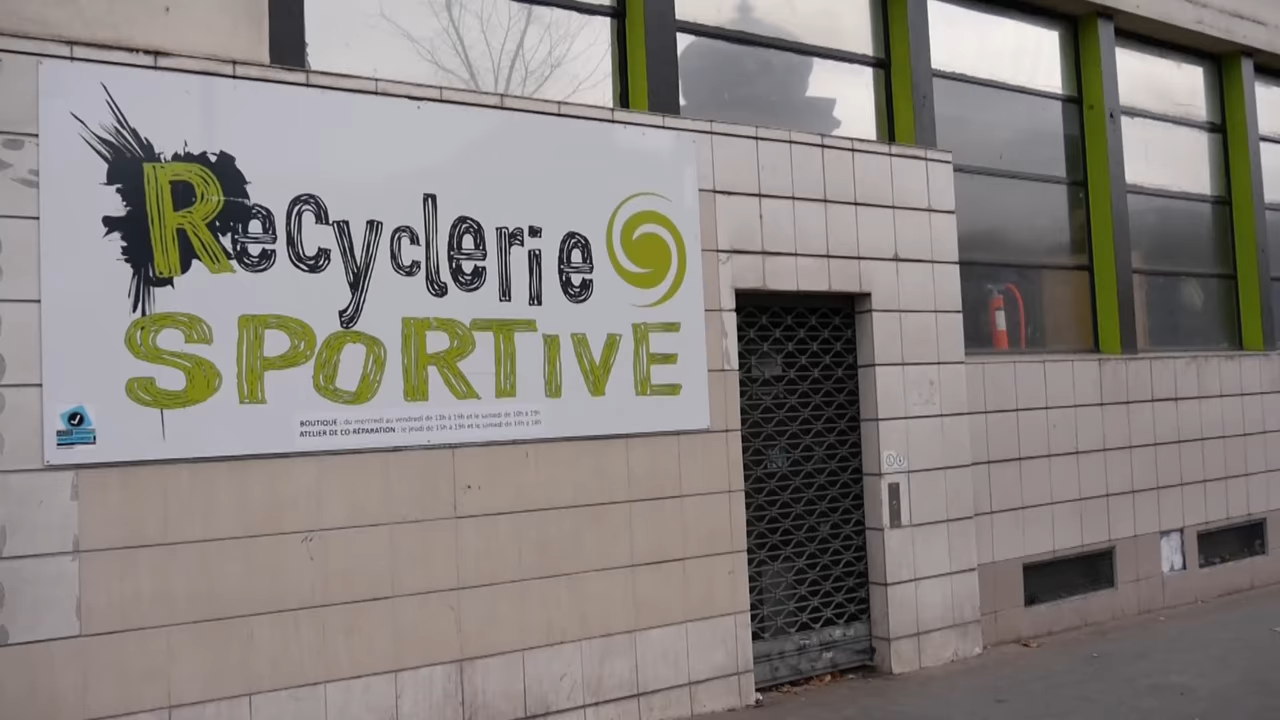 ReCyclerie
SPORTIVE
BOUTIQUE : du mercredi au vendredi de 13h à 19h et le samedi de 10h à 19h
ATELIER DE CO-RÉPARATION : le jeudi de 15h à 19h et le samedi de 14h à 18h